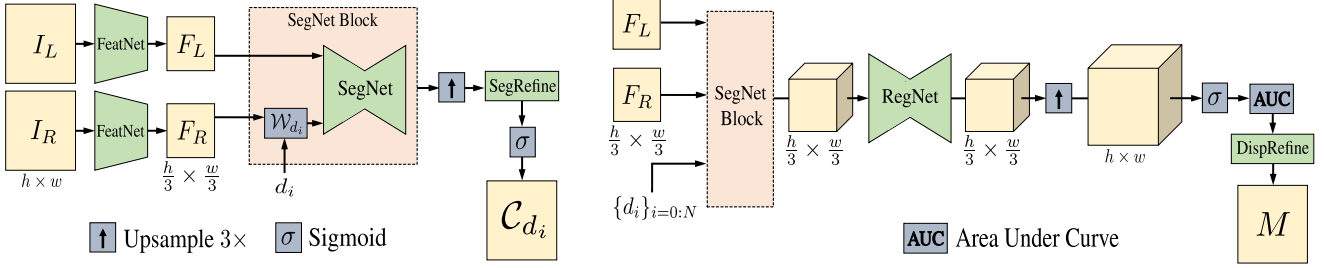 I_L
FeatNet
F_L
SegNet Block
SegNet
SegRefine
I_R
FeatNet
F_R
W_{d_i}
d_i
h × w
h/3 × w/3
σ
C_{d_i}
Upsample 3×
σ Sigmoid
F_L
F_R
h/3 × w/3
{d_i}_{i=0:N}
SegNet
Block
h/3 × w/3
RegNet
h/3 × w/3
h × w
σ
AUC
DispRefine
M
AUC Area Under Curve